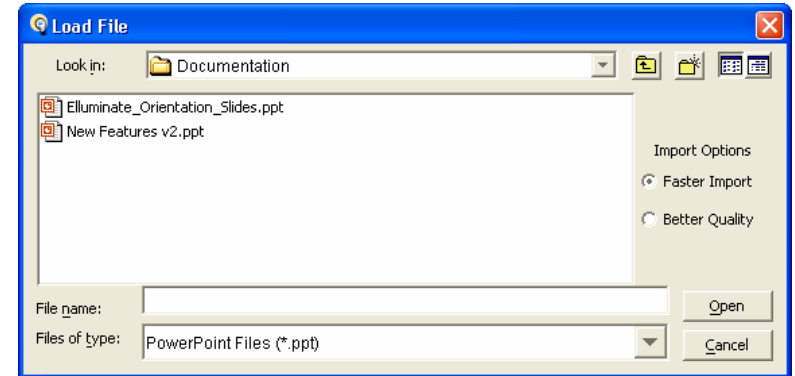 Load File
Look in: Documentation
Elluminate_Orientation_Slides.ppt
New Features v2.ppt
Import Options
Faster Import
Better Quality
File name:
Open
Files of type: PowerPoint Files (*.ppt)
Cancel